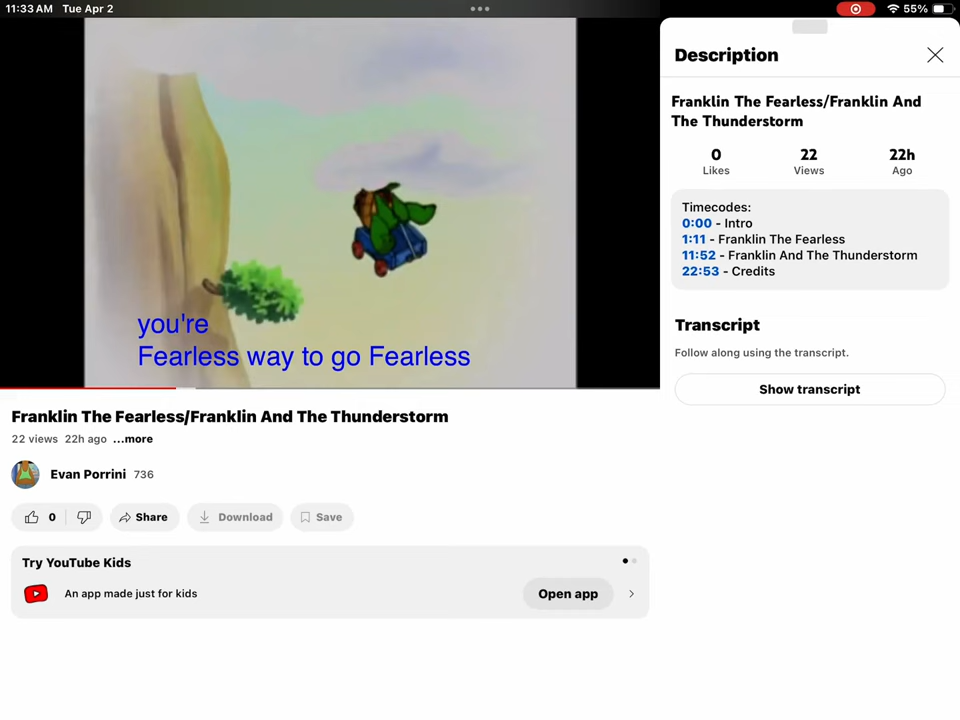 11:33 AM Tue Apr 2
55%
you're
Fearless way to go Fearless
Franklin The Fearless/Franklin And The Thunderstorm
22 views 22h ago ...more
Evan Porrini 736
0
Share
Download
Save
Try YouTube Kids
An app made just for kids
Open app
Description
Franklin The Fearless/Franklin And
The Thunderstorm
0 22 22h
Likes Views Ago
Timecodes:
0:00 - Intro
1:11 - Franklin The Fearless
11:52 - Franklin And The Thunderstorm
22:53 - Credits
Transcript
Follow along using the transcript.
Show transcript